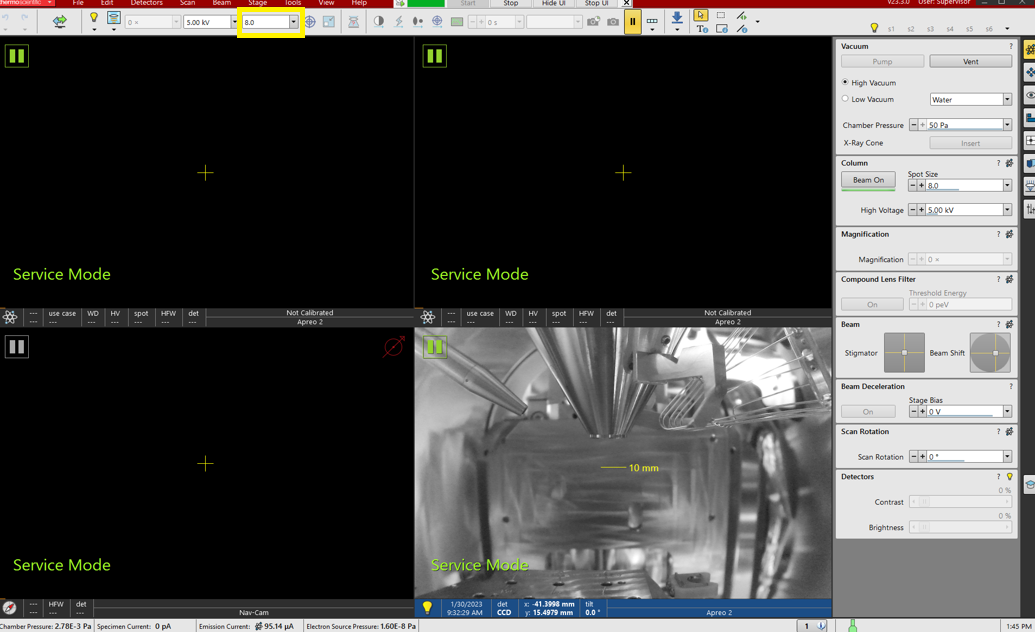 thermoscientific
File Edit Detectors Scan Beam Stage Tools View Help Start Stop Hide UI Stop UI X v23.3.0 User: Supervisor
0 × 5.00 kV 8.0 0 s s1 s2 s3 s4 s5 s6
Service Mode
--- use case WD HV spot HFW det Not Calibrated
--- --- --- --- --- --- --- Apreo 2
Service Mode
--- use case WD HV spot HFW det Not Calibrated
--- --- --- --- --- --- --- Apreo 2
Service Mode
--- HFW det
--- --- --- Nav-Cam
10 mm
Service Mode
1/30/2023 det x: -41.3998 mm tilt
9:32:29 AM CCD y: 15.4979 mm 0.0 ° Apreo 2
Vacuum ?
Pump Vent
High Vacuum
Low Vacuum Water
Chamber Pressure 50 Pa
X-Ray Cone Insert
Column ?
Beam On Spot Size
8.0
High Voltage 5.00 kV
Magnification ?
Magnification 0 ×
Compound Lens Filter ?
Threshold Energy
On 0 peV
Beam ?
Stigmator Beam Shift
Beam Deceleration ?
Stage Bias
On 0 V
Scan Rotation ?
Scan Rotation 0 °
Detectors ?
0 %
Contrast
0 %
Brightness
Chamber Pressure: 2.78E-3 Pa Specimen Current: 0 pA Emission Current: 95.14 µA Electron Source Pressure: 1.60E-8 Pa 1 1:45 PM